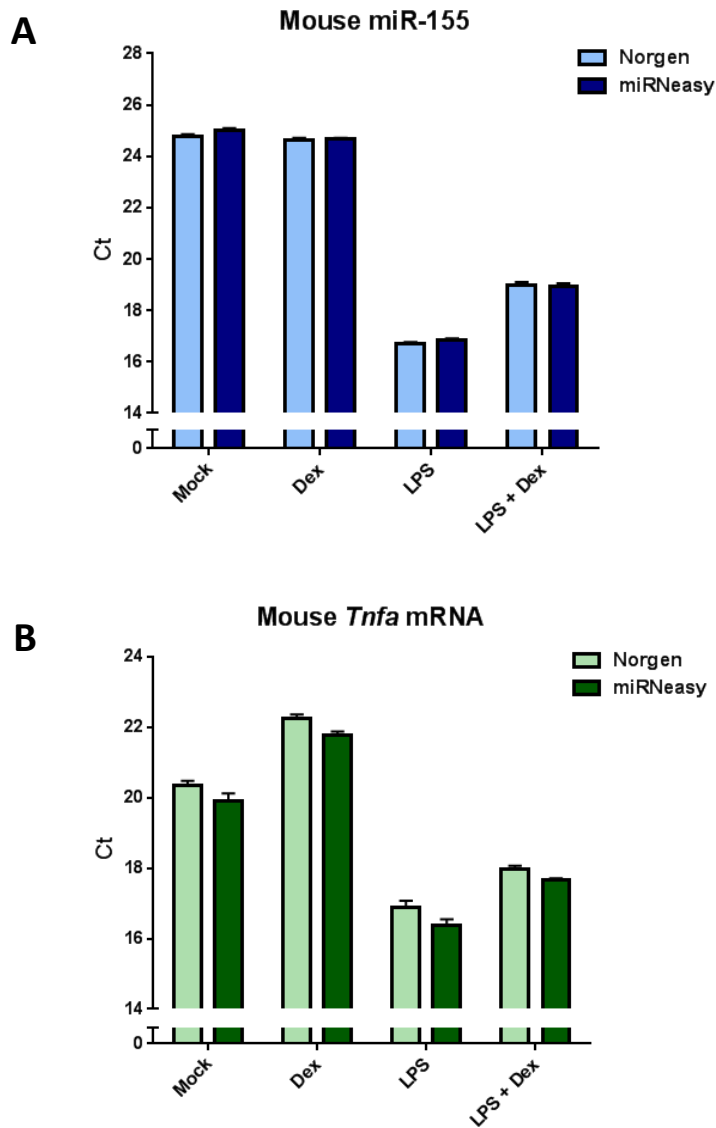 A
Mouse miR-155
Norgen
miRNeasy
28
26
24
22
20
18
16
14
0
Ct
Mock
Dex
LPS
LPS + Dex
B
Mouse Tnfa mRNA
Norgen
miRNeasy
24
22
20
18
16
14
0
Ct
Mock
Dex
LPS
LPS + Dex